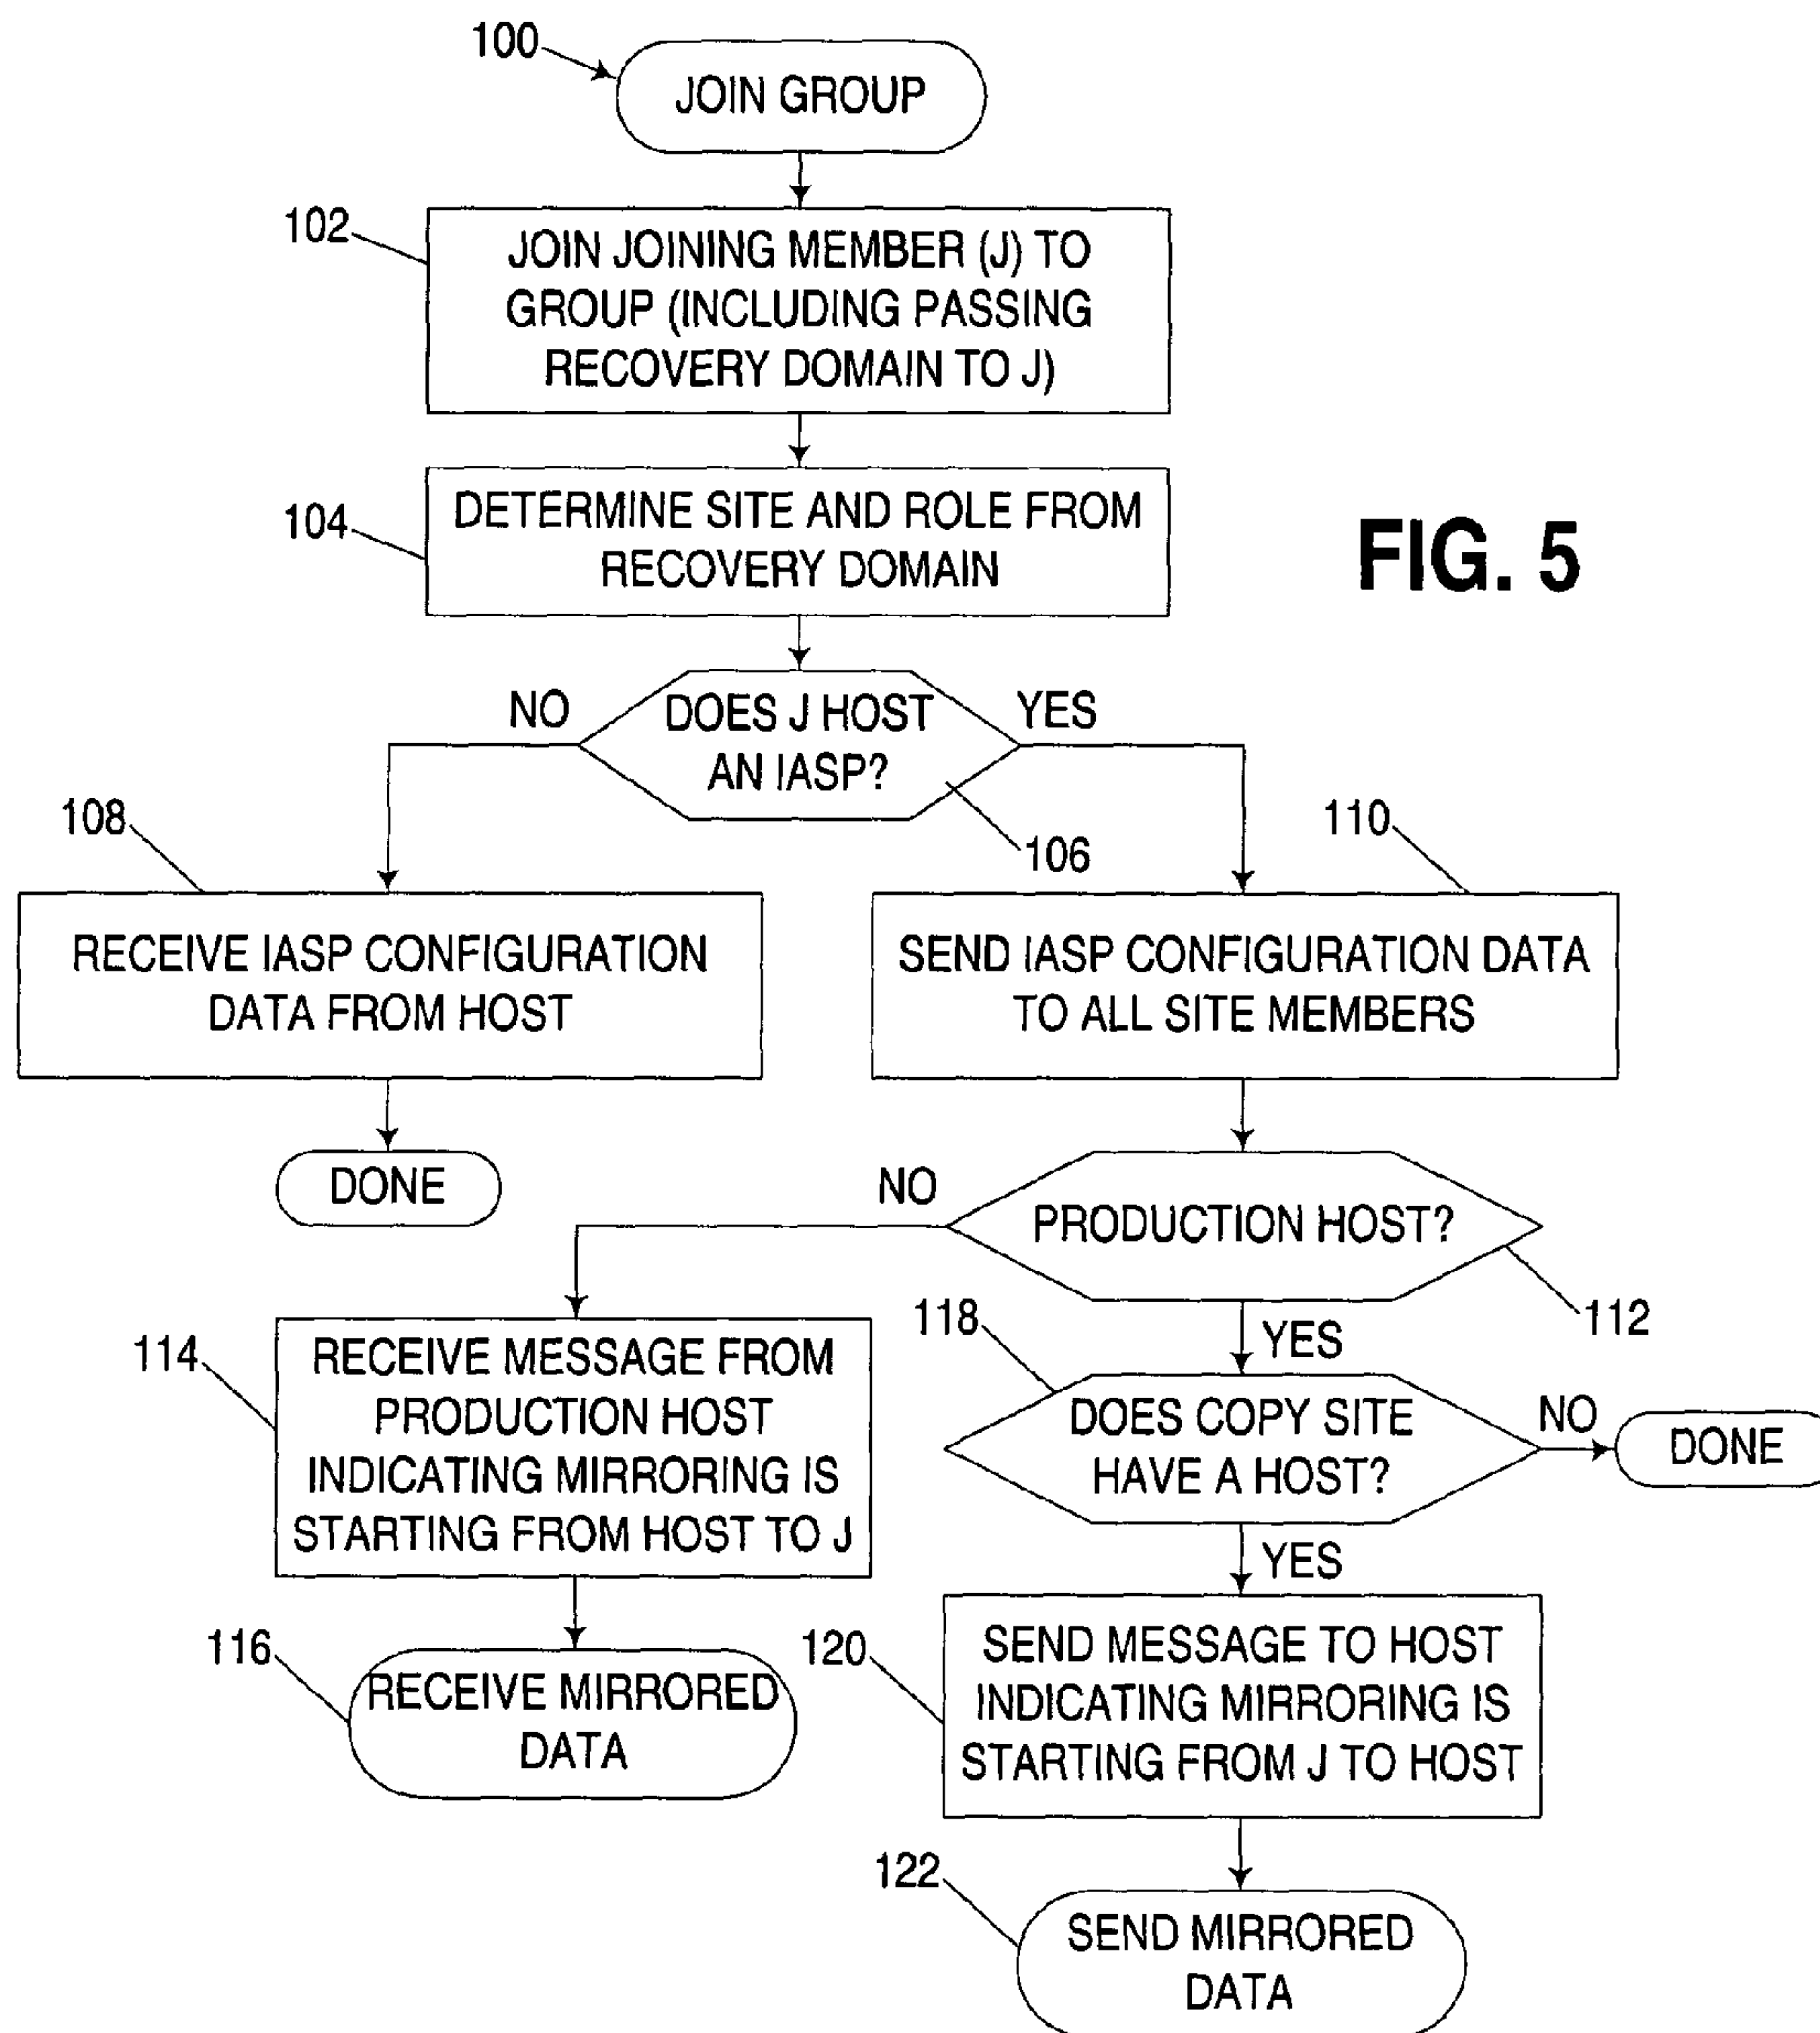 100
JOIN GROUP
102
JOIN JOINING MEMBER (J) TO
GROUP (INCLUDING PASSING
RECOVERY DOMAIN TO J)
104
DETERMINE SITE AND ROLE FROM
RECOVERY DOMAIN
FIG. 5
NO
DOES J HOST
AN IASP?
YES
106
108
110
RECEIVE IASP CONFIGURATION
DATA FROM HOST
SEND IASP CONFIGURATION DATA
TO ALL SITE MEMBERS
DONE
NO
PRODUCTION HOST?
112
YES
114
RECEIVE MESSAGE FROM
PRODUCTION HOST
INDICATING MIRRORING IS
STARTING FROM HOST TO J
118
DOES COPY SITE
HAVE A HOST?
NO
DONE
YES
116
RECEIVE MIRRORED
DATA
120
SEND MESSAGE TO HOST
INDICATING MIRRORING IS
STARTING FROM J TO HOST
122
SEND MIRRORED
DATA